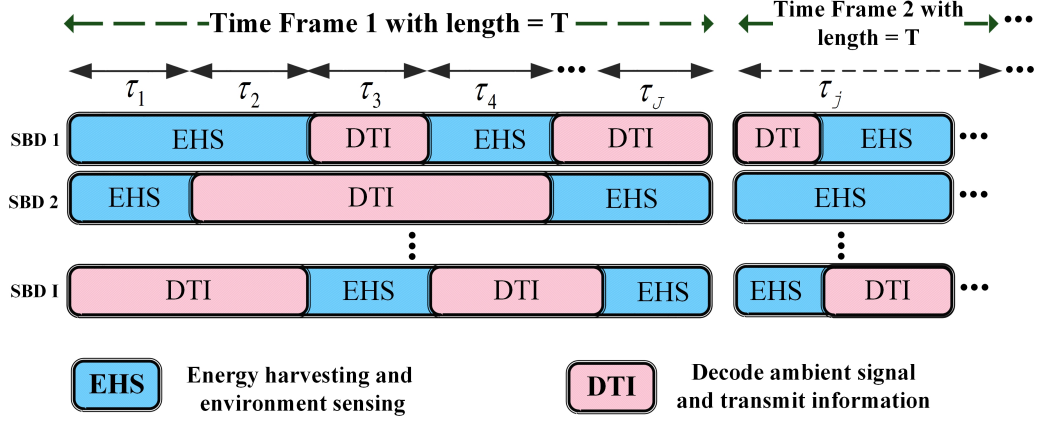 Time Frame 1 with length = T
Time Frame 2 with
length = T
•••
τ1 τ2 τ3 τ4 ••• τJ τj •••
SBD 1 EHS DTI EHS DTI DTI EHS •••
SBD 2 EHS DTI EHS EHS •••
SBD I DTI EHS DTI EHS EHS DTI •••
EHS
Energy harvesting and
environment sensing
DTI
Decode ambient signal
and transmit information